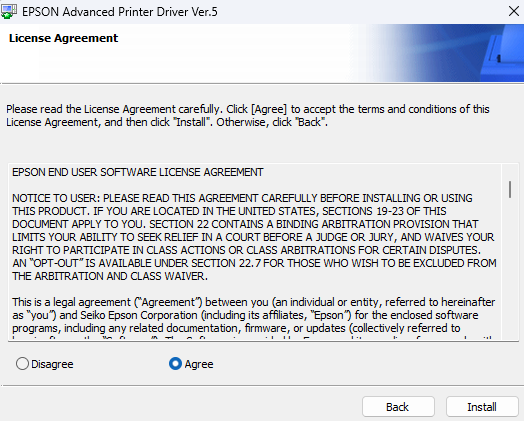 EPSON Advanced Printer Driver Ver.5
License Agreement
Please read the License Agreement carefully. Click [Agree] to accept the terms and conditions of this
License Agreement, and then click "Install". Otherwise, click "Back".
EPSON END USER SOFTWARE LICENSE AGREEMENT
NOTICE TO USER: PLEASE READ THIS AGREEMENT CAREFULLY BEFORE INSTALLING OR USING
THIS PRODUCT. IF YOU ARE LOCATED IN THE UNITED STATES, SECTIONS 19-23 OF THIS
DOCUMENT APPLY TO YOU. SECTION 22 CONTAINS A BINDING ARBITRATION PROVISION THAT
LIMITS YOUR ABILITY TO SEEK RELIEF IN A COURT BEFORE A JUDGE OR JURY, AND WAIVES YOUR
RIGHT TO PARTICIPATE IN CLASS ACTIONS OR CLASS ARBITRATIONS FOR CERTAIN DISPUTES.
AN “OPT-OUT” IS AVAILABLE UNDER SECTION 22.7 FOR THOSE WHO WISH TO BE EXCLUDED FROM
THE ARBITRATION AND CLASS WAIVER.
This is a legal agreement (“Agreement”) between you (an individual or entity, referred to hereinafter
as “you”) and Seiko Epson Corporation (including its affiliates, “Epson”) for the enclosed software
programs, including any related documentation, firmware, or updates (collectively referred to
Disagree
Agree
Back
Install